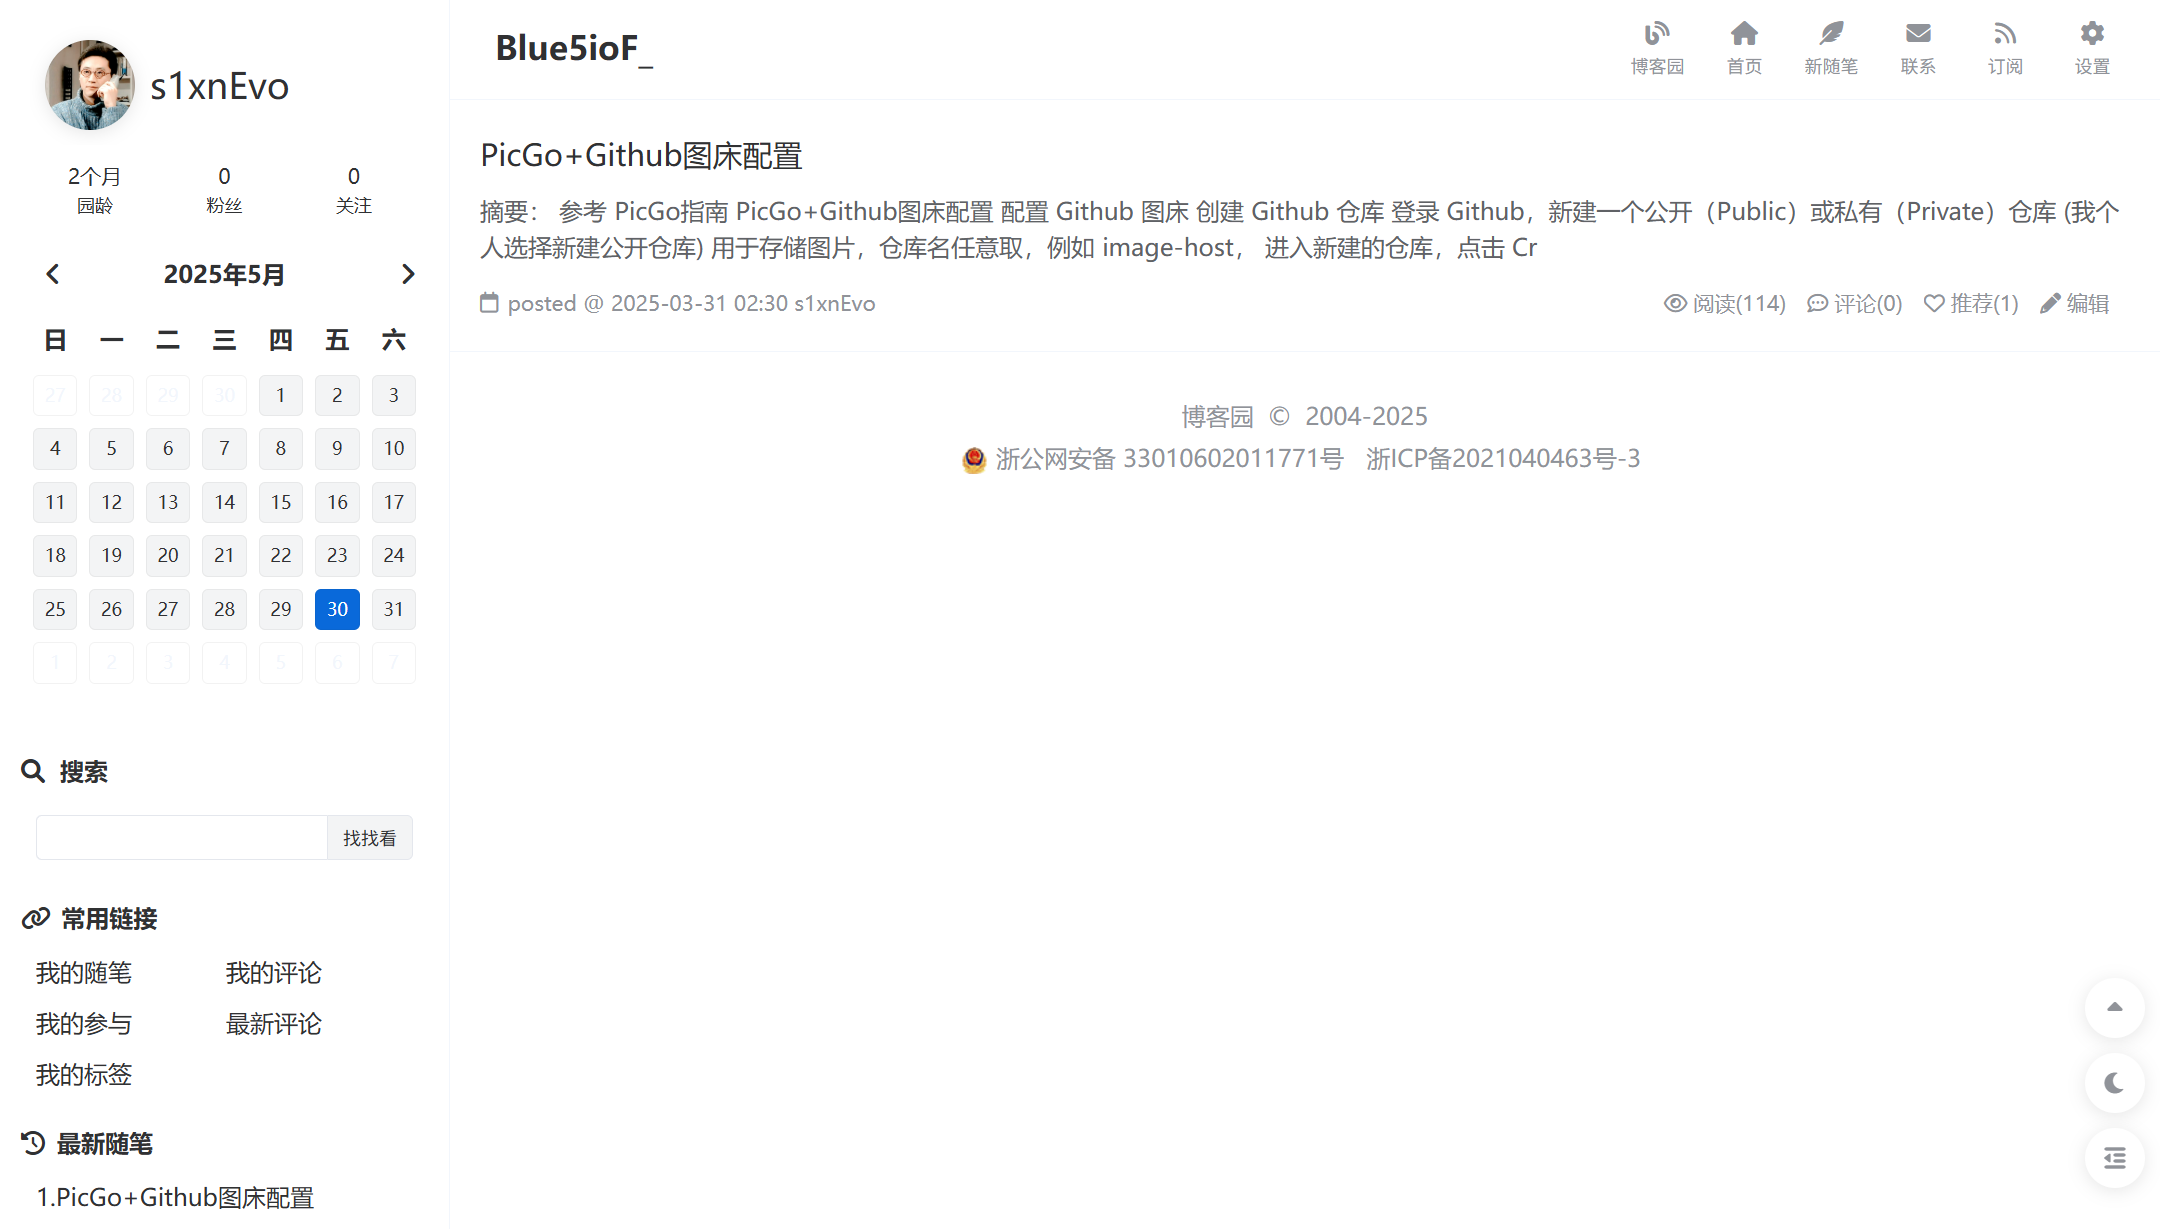 s1xnEvo
2个月 0 0
园龄 粉丝 关注
2025年5月
日 一 二 三 四 五 六
27 28 29 30 1 2 3
4 5 6 7 8 9 10
11 12 13 14 15 16 17
18 19 20 21 22 23 24
25 26 27 28 29 30 31
1 2 3 4 5 6 7
搜索
找找看
常用链接
我的随笔 我的评论
我的参与 最新评论
我的标签
最新随笔
1.PicGo+Github图床配置
Blue5ioF_
博客园 首页 新随笔 联系 订阅 设置
PicGo+Github图床配置
摘要： 参考 PicGo指南 PicGo+Github图床配置 配置 Github 图床 创建 Github 仓库 登录 Github，新建一个公开（Public）或私有（Private）仓库 (我个
人选择新建公开仓库) 用于存储图片，仓库名任意取，例如 image-host， 进入新建的仓库，点击 Cr
posted @ 2025-03-31 02:30 s1xnEvo 阅读(114) 评论(0) 推荐(1) 编辑
博客园 © 2004-2025
浙公网安备 33010602011771号 浙ICP备2021040463号-3